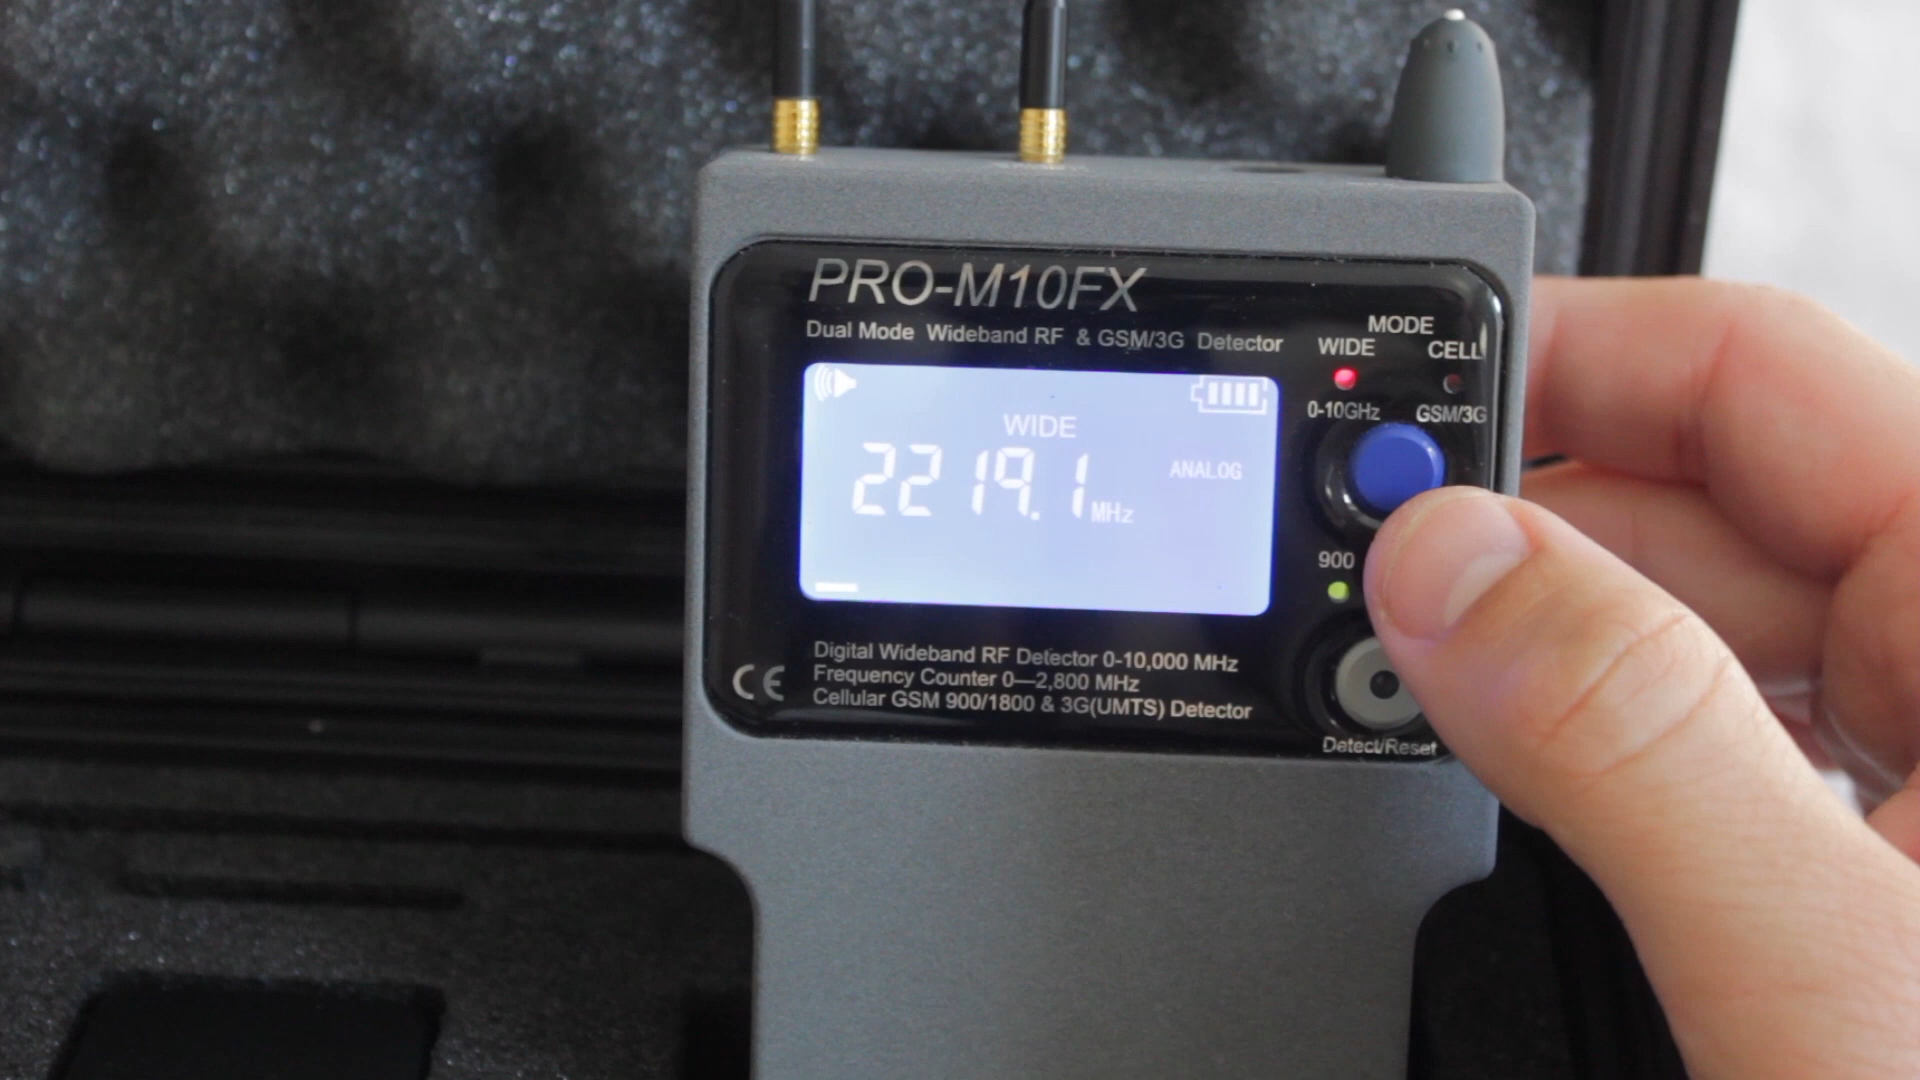 PRO-M10FX
Dual Mode Wideband RF & GSM/3G Detector
MODE
WIDE CELL
0-10GHz GSM/3G
WIDE
2219.1 MHz
ANALOG
900
Digital Wideband RF Detector 0-10,000 MHz
Frequency Counter 0—2,800 MHz
Cellular GSM 900/1800 & 3G(UMTS) Detector
CE
Detect/Reset